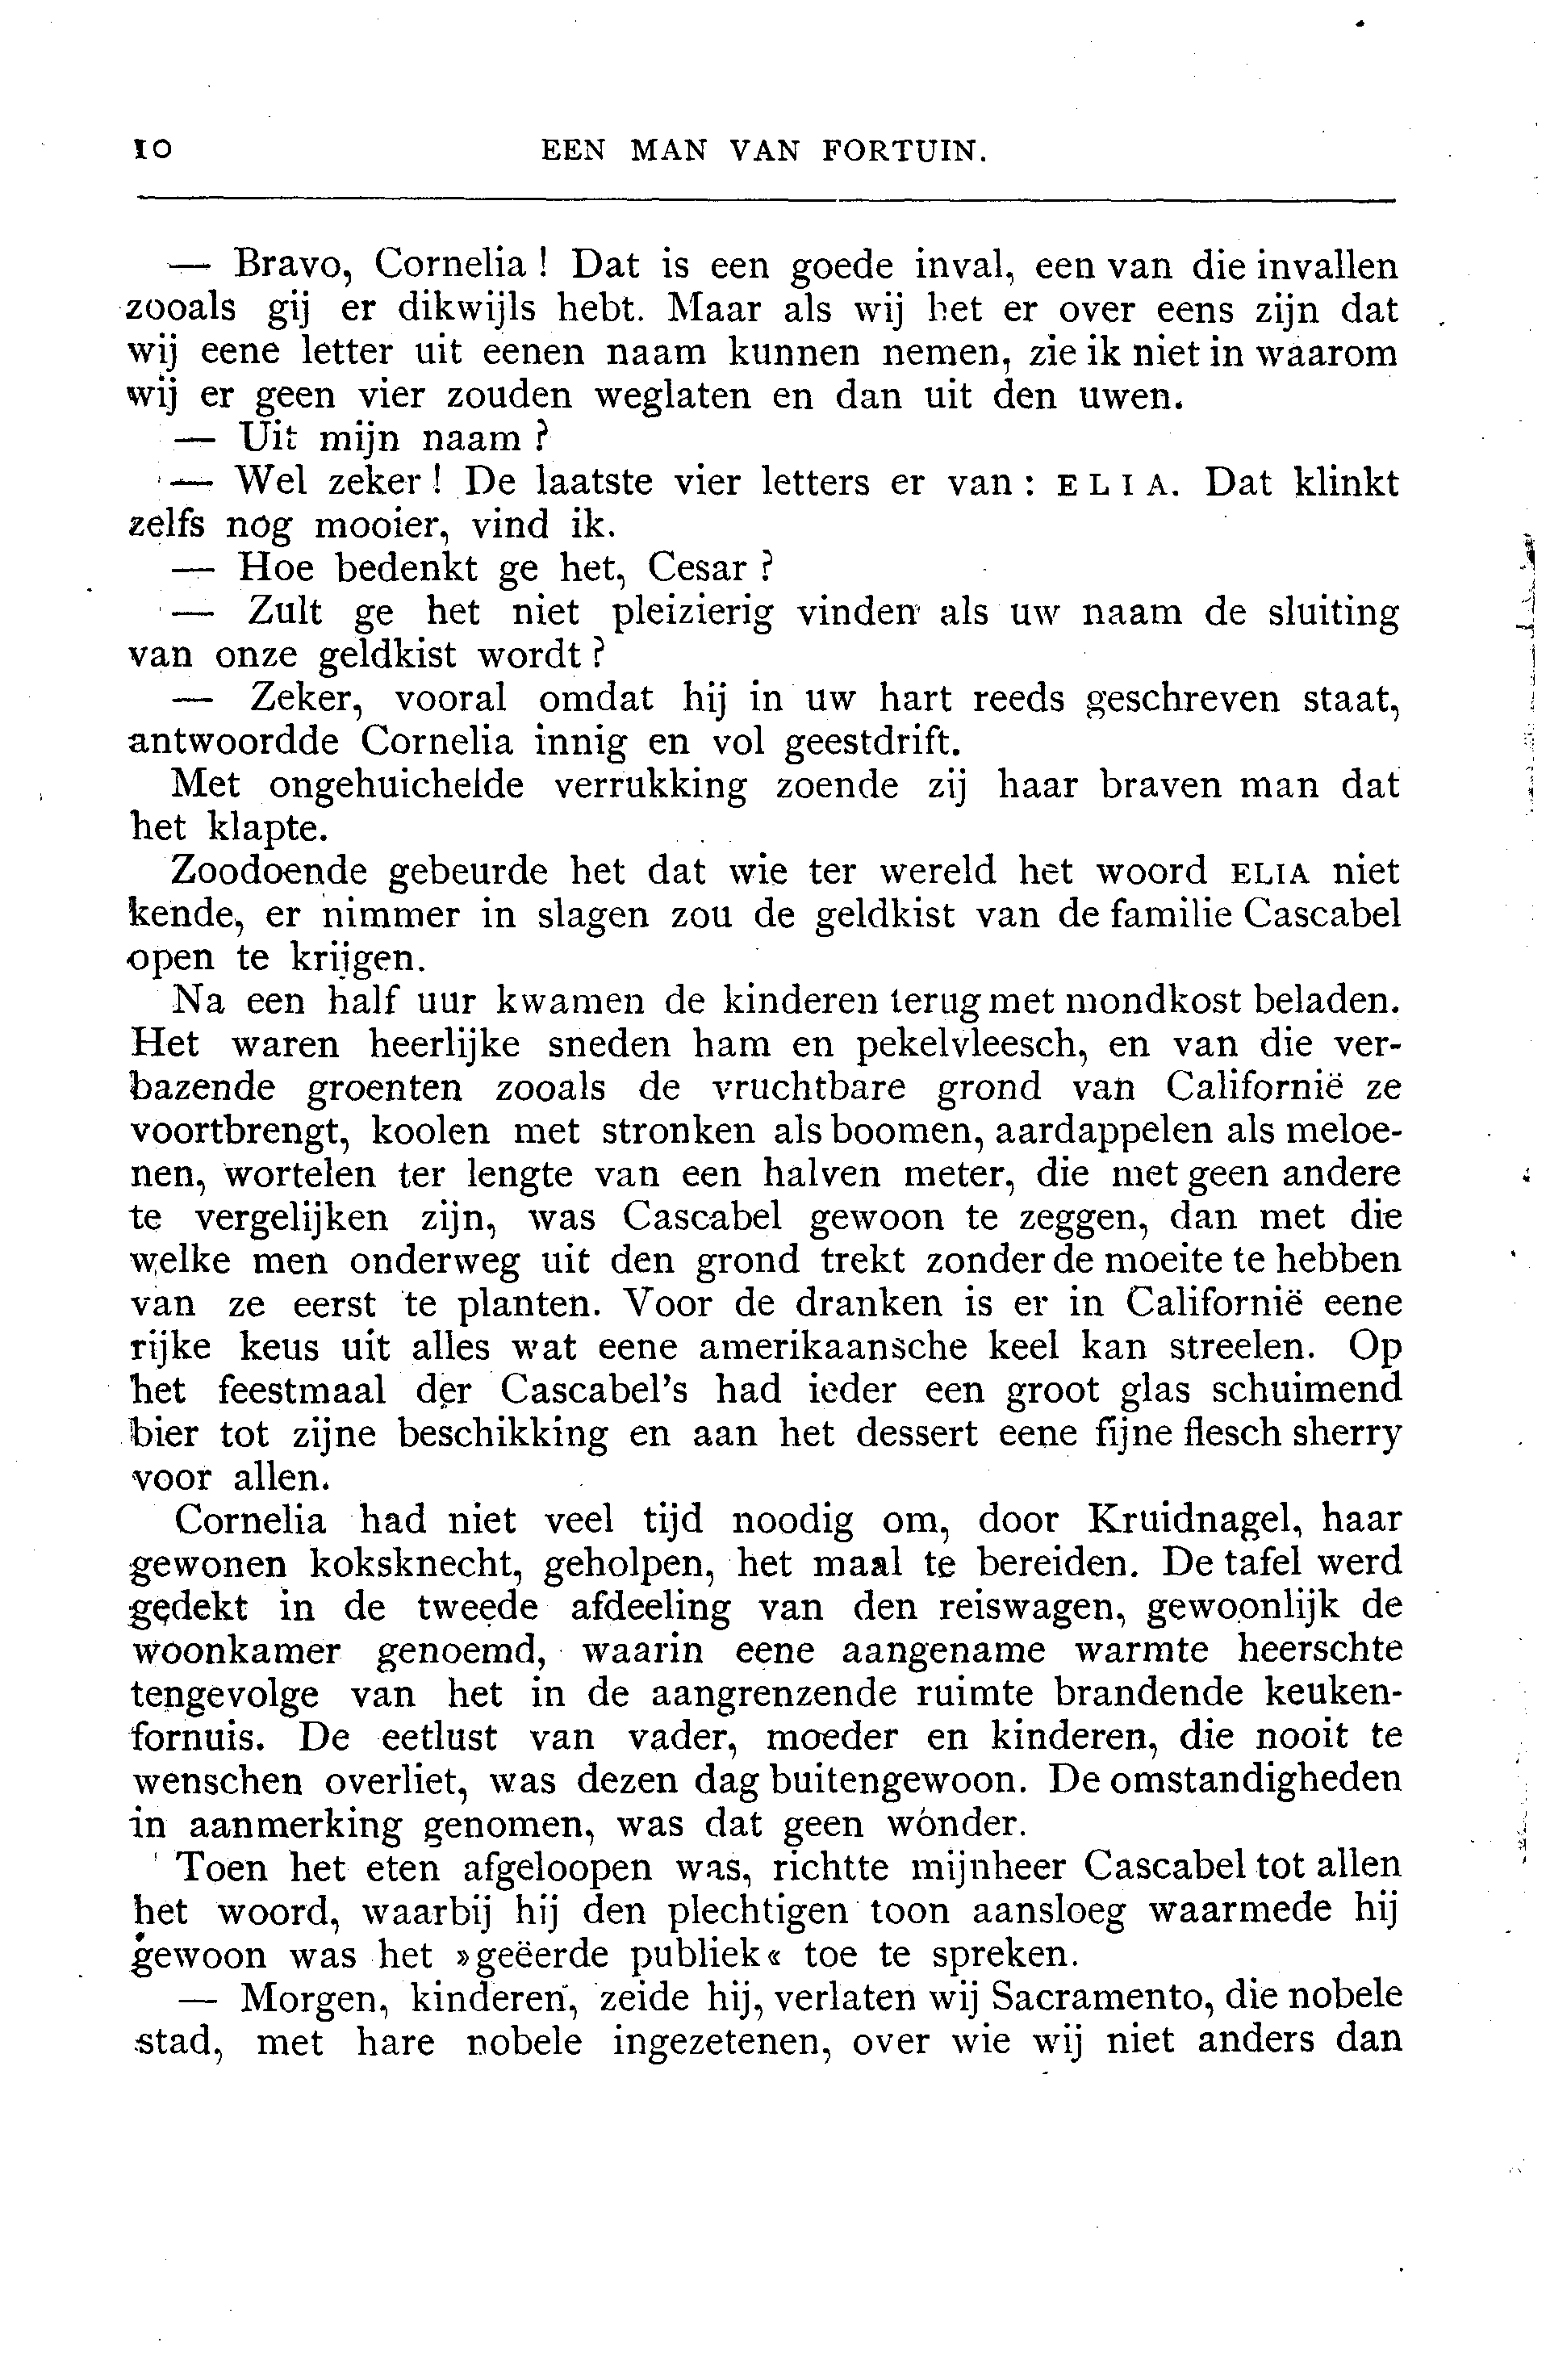 10 EEN MAN VAN FORTUIN.
— Bravo, Cornelia! Dat is een goede inval, een van die invallen
zooals gij er dikwijls hebt. Maar als wij het er over eens zijn dat
wij eene letter uit eenen naam kunnen nemen, zie ik niet in waarom
wij er geen vier zouden weglaten en dan uit den uwen.
— Uit mijn naam?
— Wel zeker! De laatste vier letters er van: ELIA. Dat klinkt
zelfs nog mooier, vind ik.
— Hoe bedenkt ge het, Cesar?
— Zult ge het niet pleizierig vinden als uw naam de sluiting
van onze geldkist wordt?
— Zeker, vooral omdat hij in uw hart reeds geschreven staat,
antwoordde Cornelia innig en vol geestdrift.
Met ongehuichelde verrukking zoende zij haar braven man dat
het klapte.
Zoodoende gebeurde het dat wie ter wereld het woord ELIA niet
kende, er nimmer in slagen zou de geldkist van de familie Cascabel
open te krijgen.
Na een half uur kwamen de kinderen terug met mondkost beladen.
Het waren heerlijke sneden ham en pekelvleesch, en van die ver-
bazende groenten zooals de vruchtbare grond van Californië ze
voortbrengt, koolen met stronken als boomen, aardappelen als meloe-
nen, wortelen ter lengte van een halven meter, die met geen andere
te vergelijken zijn, was Cascabel gewoon te zeggen, dan met die
welke men onderweg uit den grond trekt zonder de moeite te hebben
van ze eerst te planten. Voor de dranken is er in Californië eene
rijke keus uit alles wat eene amerikaansche keel kan streelen. Op
het feestmaal der Cascabel's had ieder een groot glas schuimend
bier tot zijne beschikking en aan het dessert eene fijne flesch sherry
voor allen.
Cornelia had niet veel tijd noodig om, door Kruidnagel, haar
gewonen koksknecht, geholpen, het maal te bereiden. De tafel werd
gedekt in de tweede afdeeling van den reiswagen, gewoonlijk de
woonkamer genoemd, waarin eene aangename warmte heerschte
tengevolge van het in de aangrenzende ruimte brandende keuken-
fornuis. De eetlust van vader, moeder en kinderen, die nooit te
wenschen overliet, was dezen dag buitengewoon. De omstandigheden
in aanmerking genomen, was dat geen wonder.
Toen het eten afgeloopen was, richtte mijnheer Cascabel tot allen
het woord, waarbij hij den plechtigen toon aansloeg waarmede hij
gewoon was het »geëerde publiek« toe te spreken.
— Morgen, kinderen, zeide hij, verlaten wij Sacramento, die nobele
stad, met hare nobele ingezetenen, over wie wij niet anders dan